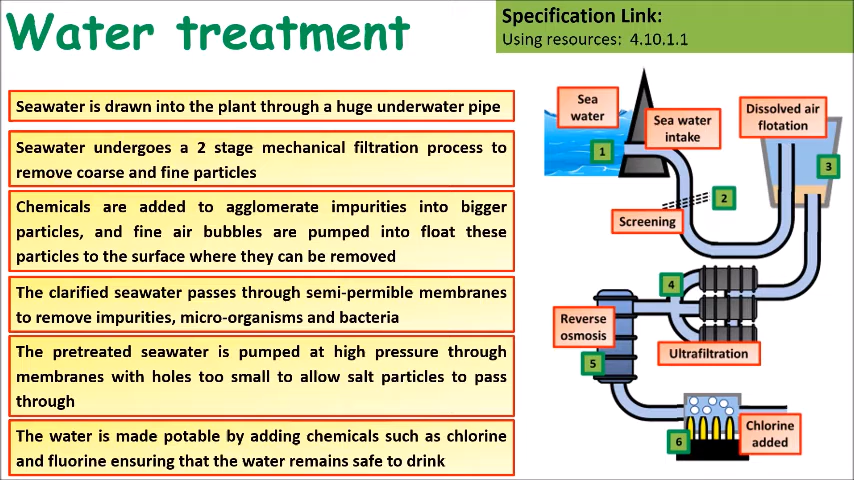 Water treatment
Specification Link:
Using resources: 4.10.1.1
Seawater is drawn into the plant through a huge underwater pipe
Seawater undergoes a 2 stage mechanical filtration process to
remove coarse and fine particles
Chemicals are added to agglomerate impurities into bigger
particles, and fine air bubbles are pumped into float these
particles to the surface where they can be removed
The clarified seawater passes through semi-permible membranes
to remove impurities, micro-organisms and bacteria
The pretreated seawater is pumped at high pressure through
membranes with holes too small to allow salt particles to pass
through
The water is made potable by adding chemicals such as chlorine
and fluorine ensuring that the water remains safe to drink
Sea
water
1
Sea water
intake
Dissolved air
flotation
3
2
Screening
4
Ultrafiltration
Reverse
osmosis
5
6
Chlorine
added